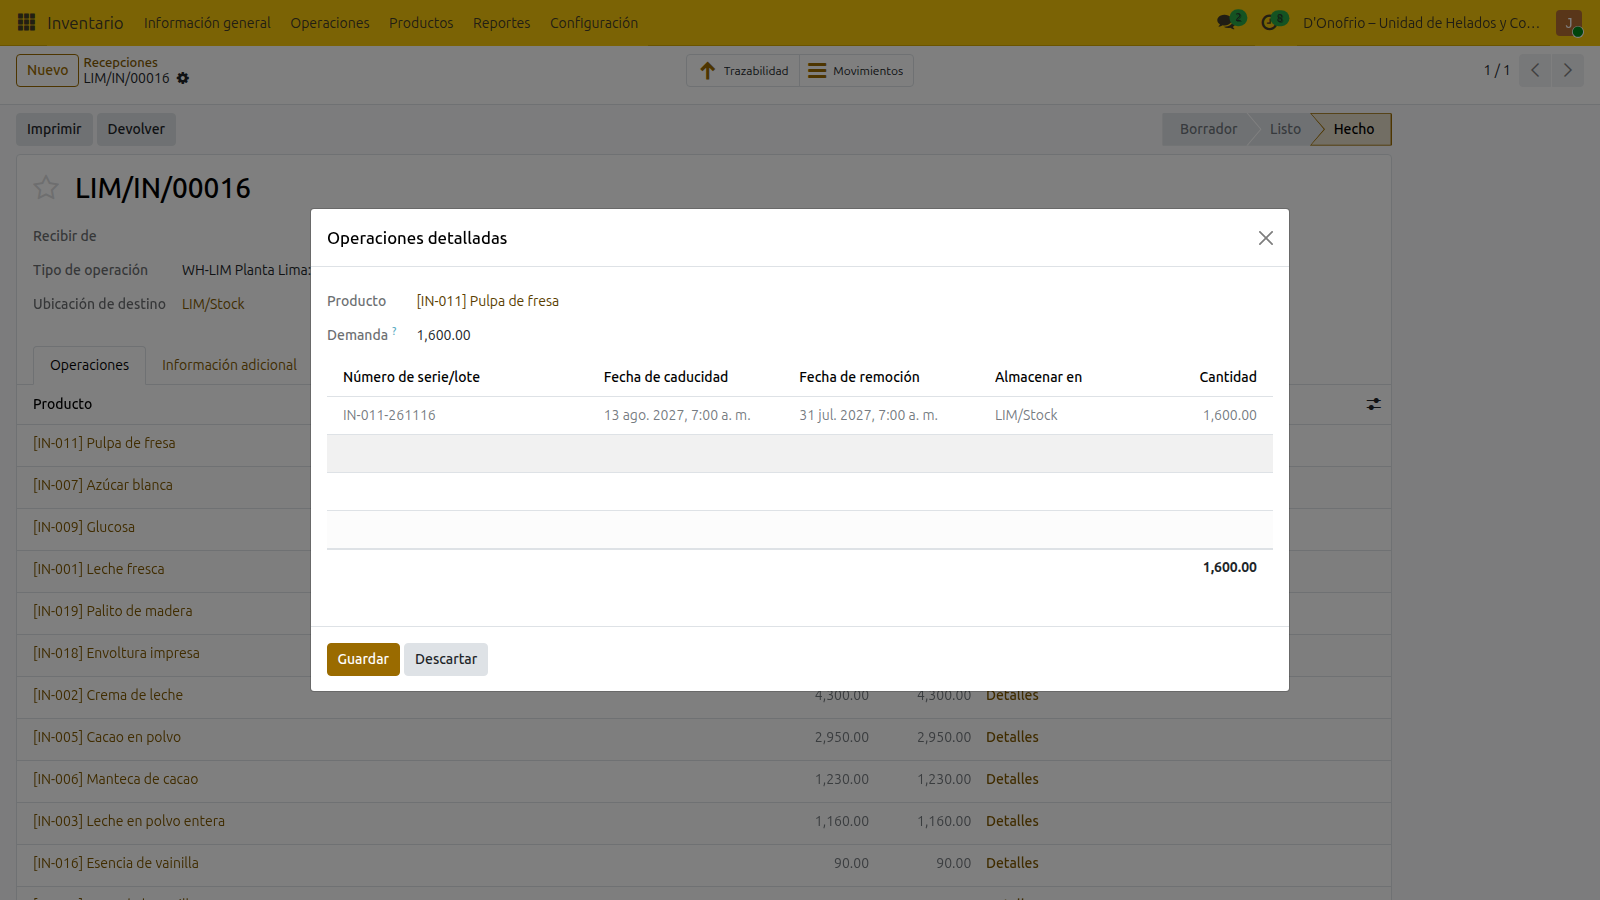 Inventario
Información general
Operaciones
Productos
Reportes
Configuración
2
8
D'Onofrio – Unidad de Helados y Co…
J
Nuevo
Recepciones
LIM/IN/00016
Trazabilidad
Movimientos
1 / 1
Imprimir
Devolver
Borrador
Listo
Hecho
LIM/IN/00016
Recibir de
Tipo de operación
WH-LIM Planta Lima:
Ubicación de destino
LIM/Stock
Operaciones
Información adicional
Producto
[IN-011] Pulpa de fresa
[IN-007] Azúcar blanca
[IN-009] Glucosa
[IN-001] Leche fresca
[IN-019] Palito de madera
[IN-018] Envoltura impresa
[IN-002] Crema de leche 4,300.00 4,300.00 Detalles
[IN-005] Cacao en polvo 2,950.00 2,950.00 Detalles
[IN-006] Manteca de cacao 1,230.00 1,230.00 Detalles
[IN-003] Leche en polvo entera 1,160.00 1,160.00 Detalles
[IN-016] Esencia de vainilla 90.00 90.00 Detalles
Operaciones detalladas
Producto [IN-011] Pulpa de fresa
Demanda ? 1,600.00
Número de serie/lote Fecha de caducidad Fecha de remoción Almacenar en Cantidad
IN-011-261116 13 ago. 2027, 7:00 a. m. 31 jul. 2027, 7:00 a. m. LIM/Stock 1,600.00
1,600.00
Guardar
Descartar